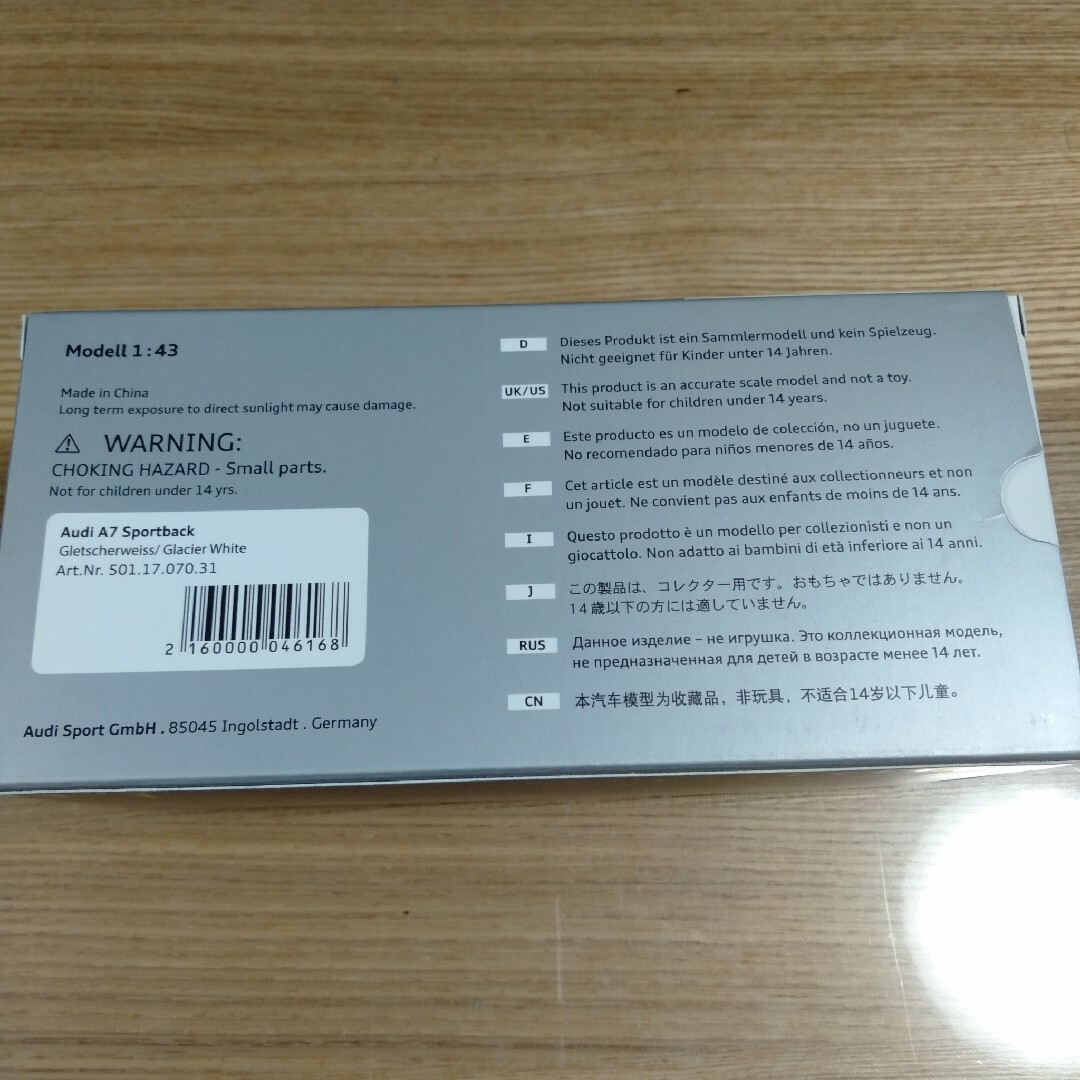 Modell 1 : 43
Made in China
Long term exposure to direct sunlight may cause damage.
WARNING:
CHOKING HAZARD - Small parts.
Not for children under 14 yrs.
Audi A7 Sportback
Gletscherweiss/ Glacier White
Art.Nr. 501.17.070.31
2 160000 046168
Audi Sport GmbH . 85045 Ingolstadt . Germany
D
Dieses Produkt ist ein Sammlermodell und kein Spielzeug.
Nicht geeignet für Kinder unter 14 Jahren.
UK/US
This product is an accurate scale model and not a toy.
Not suitable for children under 14 years.
E
Este producto es un modelo de colección, no un juguete.
No recomendado para niños menores de 14 años.
F
Cet article est un modèle destiné aux collectionneurs et non
un jouet. Ne convient pas aux enfants de moins de 14 ans.
I
Questo prodotto è un modello per collezionisti e non un
giocattolo. Non adatto ai bambini di età inferiore ai 14 anni.
J
この製品は、コレクター用です。おもちゃではありません。
14歳以下の方には適していません。
RUS
Данное изделие – не игрушка. Это коллекционная модель,
не предназначенная для детей в возрасте менее 14 лет.
CN
本汽车模型为收藏品，非玩具，不适合14岁以下儿童。